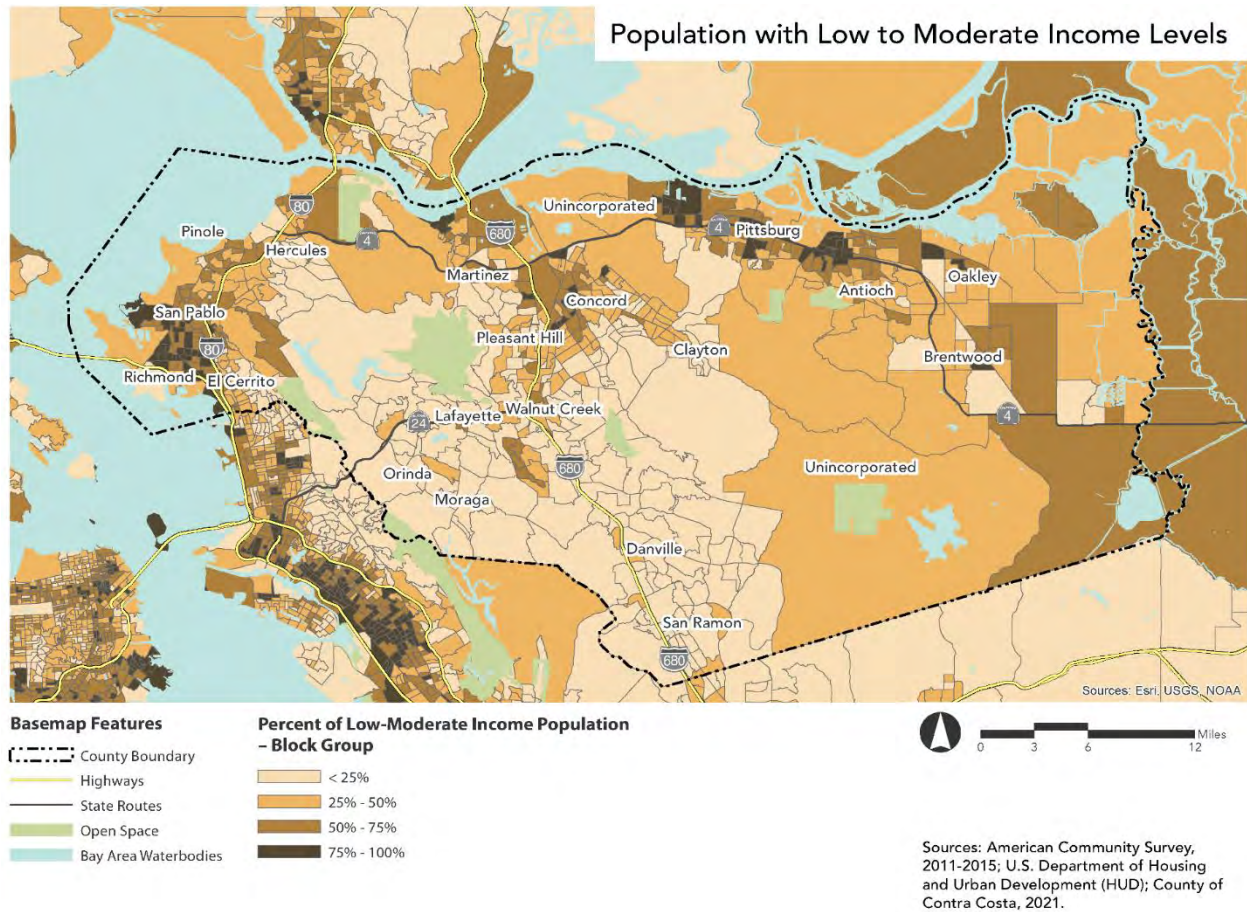 Population with Low to Moderate Income Levels
80
Unincorporated
Pinole
680
4
Pittsburg
Hercules
4
Martinez
Oakley
Concord
Antioch
San Pablo
80
Pleasant Hill
Clayton
Brentwood
Richmond
El Cerrito
Lafayette
Walnut Creek
24
4
680
Unincorporated
Orinda
Moraga
Danville
San Ramon
680
Sources: Esri, USGS, NOAA
Basemap Features
County Boundary
Highways
State Routes
Open Space
Bay Area Waterbodies
Percent of Low-Moderate Income Population
– Block Group
< 25%
25% - 50%
50% - 75%
75% - 100%
Miles
0 3 6 12
Sources: American Community Survey,
2011-2015; U.S. Department of Housing
and Urban Development (HUD); County of
Contra Costa, 2021.